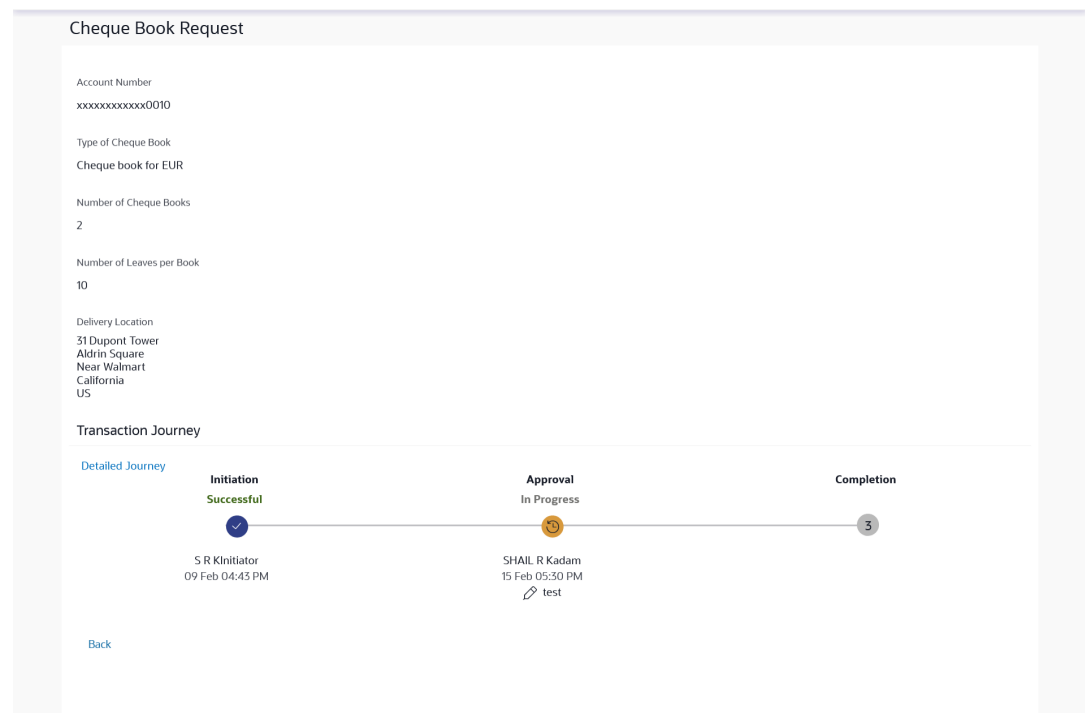 Cheque Book Request
Account Number
xxxxxxxxxxxx0010
Type of Cheque Book
Cheque book for EUR
Number of Cheque Books
2
Number of Leaves per Book
10
Delivery Location
31 Dupont Tower
Aldrin Square
Near Walmart
California
US
Transaction Journey
Detailed Journey
Initiation Approval Completion
Successful In Progress
3
S R KInitiator SHAIL R Kadam
09 Feb 04:43 PM 15 Feb 05:30 PM
test
Back